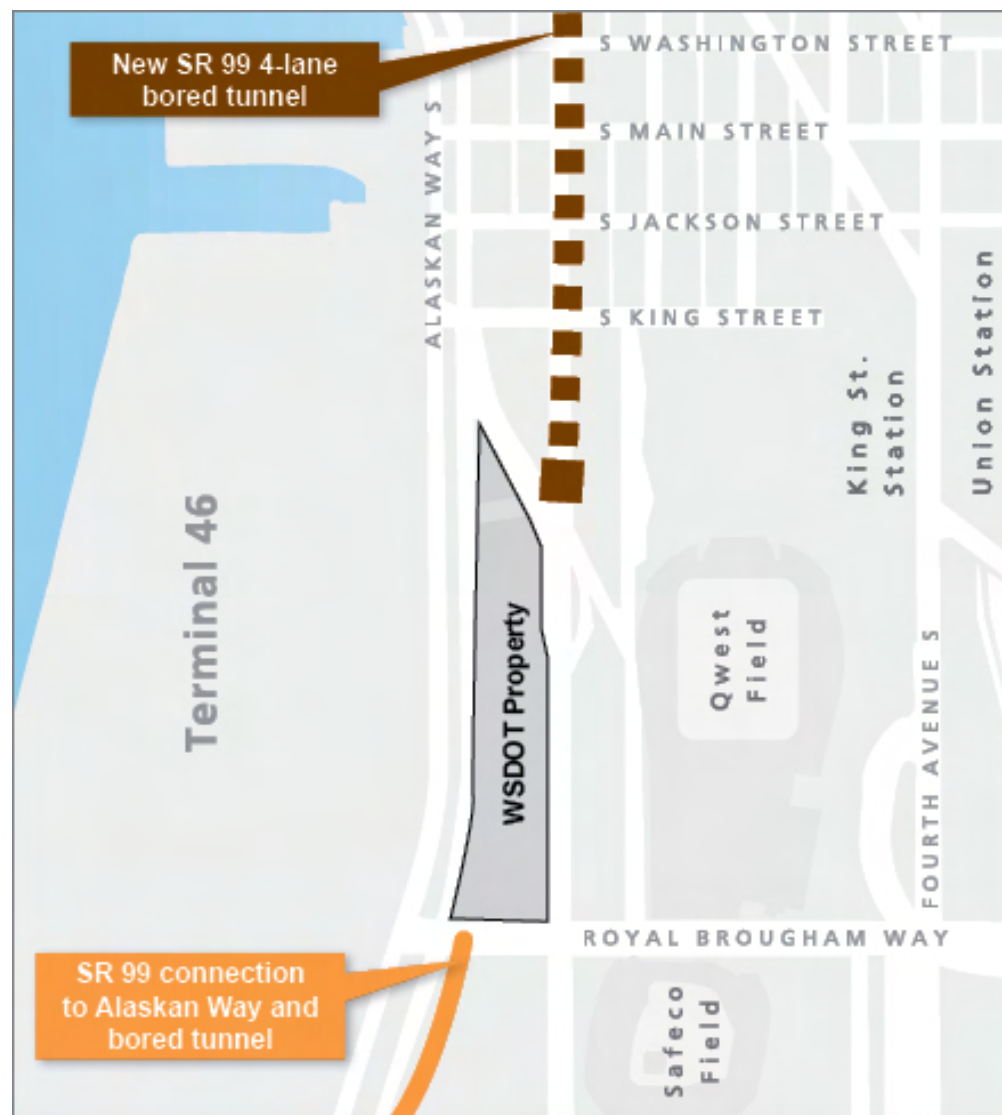 New SR 99 4-lane
bored tunnel
S WASHINGTON STREET
S MAIN STREET
S JACKSON STREET
S KING STREET
ALASKAN WAY S
King St.
Station
Union Station
Terminal 46
WSDOT Property
Qwest
Field
FOURTH AVENUE S
ROYAL BROUGHAM WAY
SR 99 connection
to Alaskan Way and
bored tunnel
Safeco
Field